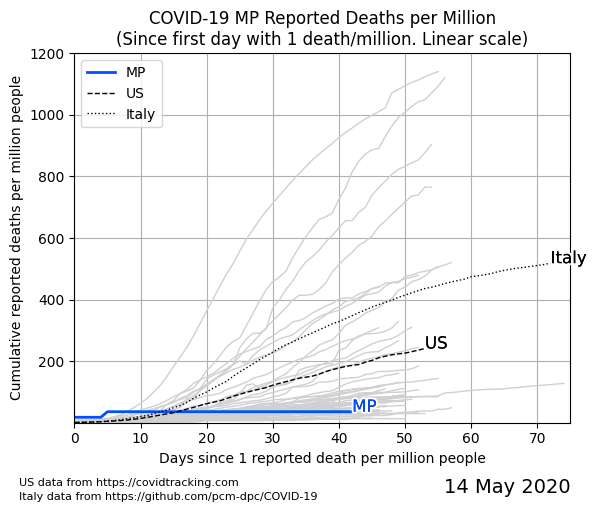 COVID-19 MP Reported Deaths per Million
(Since first day with 1 death/million. Linear scale)
Cumulative reported deaths per million people
1200
1000
800
600
400
200
MP
US
Italy
Italy
US
MP
0 10 20 30 40 50 60 70
Days since 1 reported death per million people
US data from https://covidtracking.com
Italy data from https://github.com/pcm-dpc/COVID-19
14 May 2020